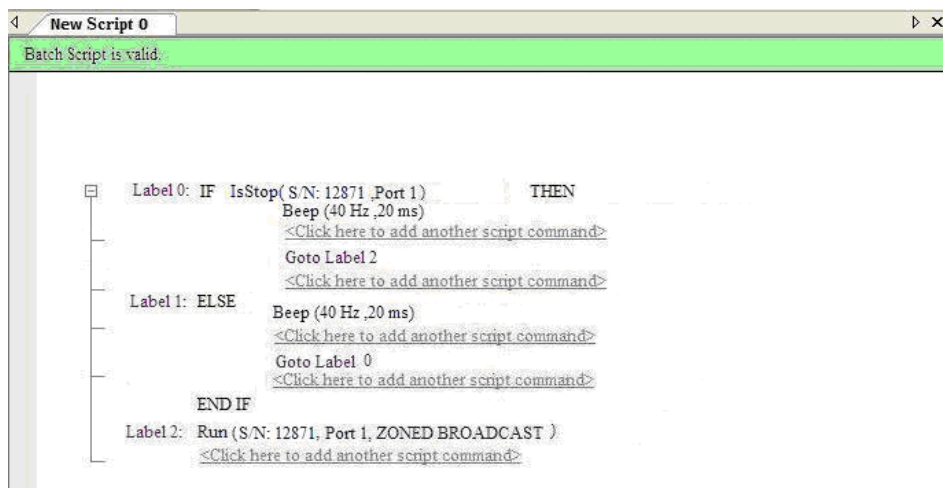 New Script 0
Batch Script is valid.
Label 0: IF IsStop( S/N: 12871 ,Port 1 ) THEN
Beep (40 Hz ,20 ms)
<Click here to add another script command>
Goto Label 2
<Click here to add another script command>
Label 1: ELSE
Beep (40 Hz ,20 ms)
<Click here to add another script command>
Goto Label 0
<Click here to add another script command>
END IF
Label 2: Run (S/N: 12871, Port 1, ZONED BROADCAST )
<Click here to add another script command>